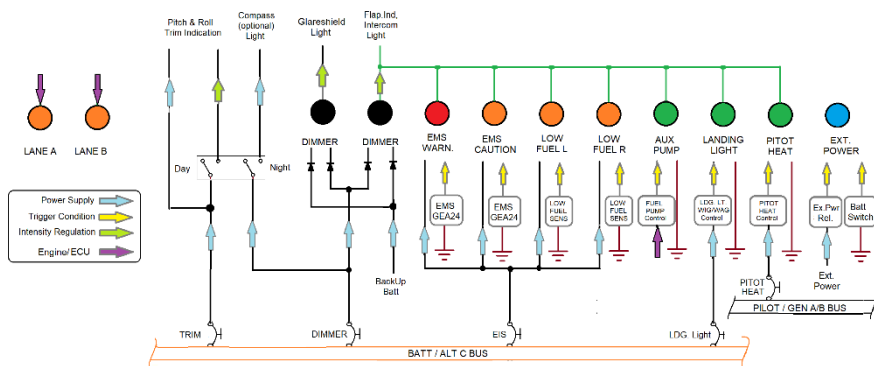 Pitch & Roll
Trim Indication
Compass
(optional)
Light
Glareshield
Light
Flap.Ind,
Intercom
Light
LANE A
LANE B
Day
Night
DIMMER
DIMMER
EMS
WARN.
EMS
CAUTION
LOW
FUEL L
LOW
FUEL R
AUX
PUMP
LANDING
LIGHT
PITOT
HEAT
EXT.
POWER
Power Supply
Trigger Condition
Intensity Regulation
Engine/ ECU
EMS
GEA24
EMS
GEA24
LOW
FUEL
SENS
LOW
FUEL
SENS
FUEL
PUMP
Control
LDG. LT
WIG/WAG
Control
PITOT
HEAT
Control
Ex.Pwr
Rel.
Batt
Switch
BackUp
Batt
PITOT
HEAT
Ext.
Power
PILOT / GEN A/B BUS
TRIM
DIMMER
EIS
LDG Light
BATT / ALT C BUS